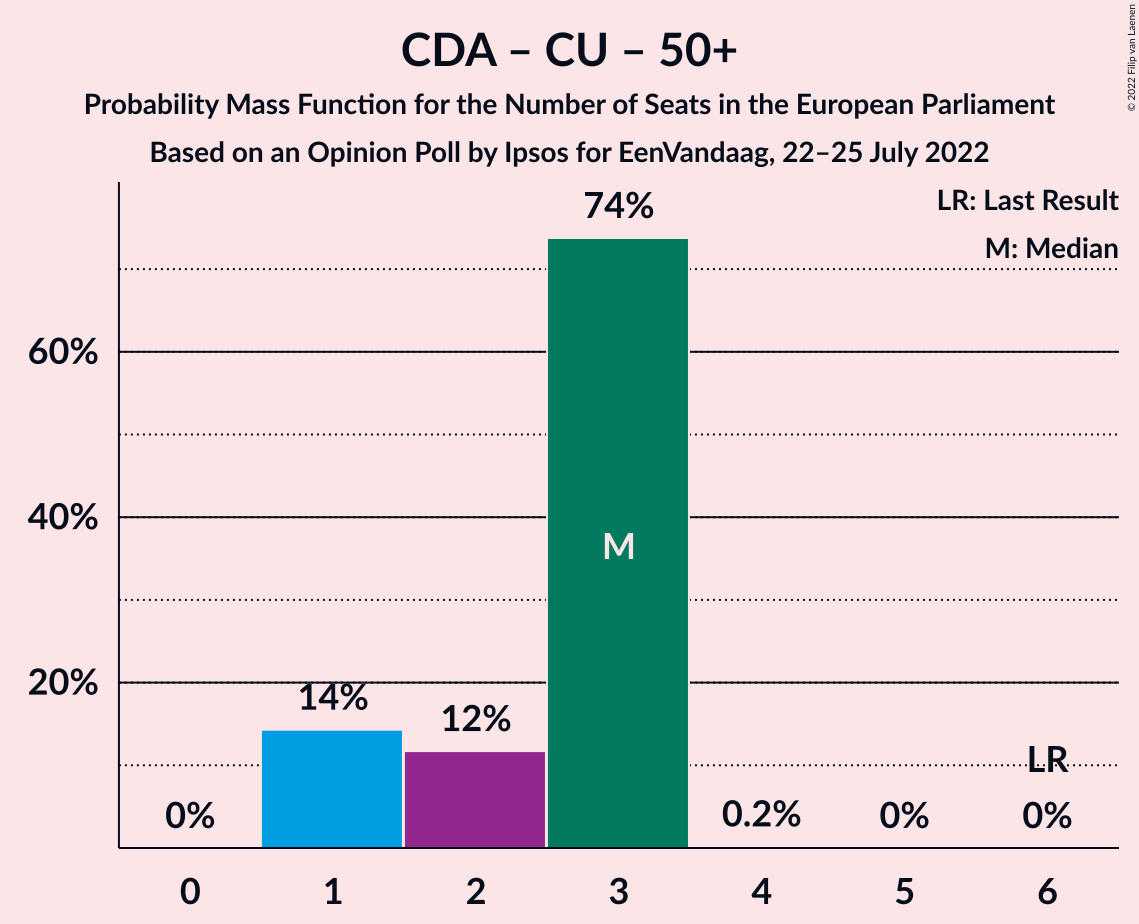 CDA – CU – 50+
Probability Mass Function for the Number of Seats in the European Parliament
Based on an Opinion Poll by Ipsos for EenVandaag, 22–25 July 2022
© 2022 Filip van Laenen
LR: Last Result
M: Median
74%
60%
40%
M
20%
14%
12%
LR
0%
0.2%
0%
0%
0
1
2
3
4
5
6